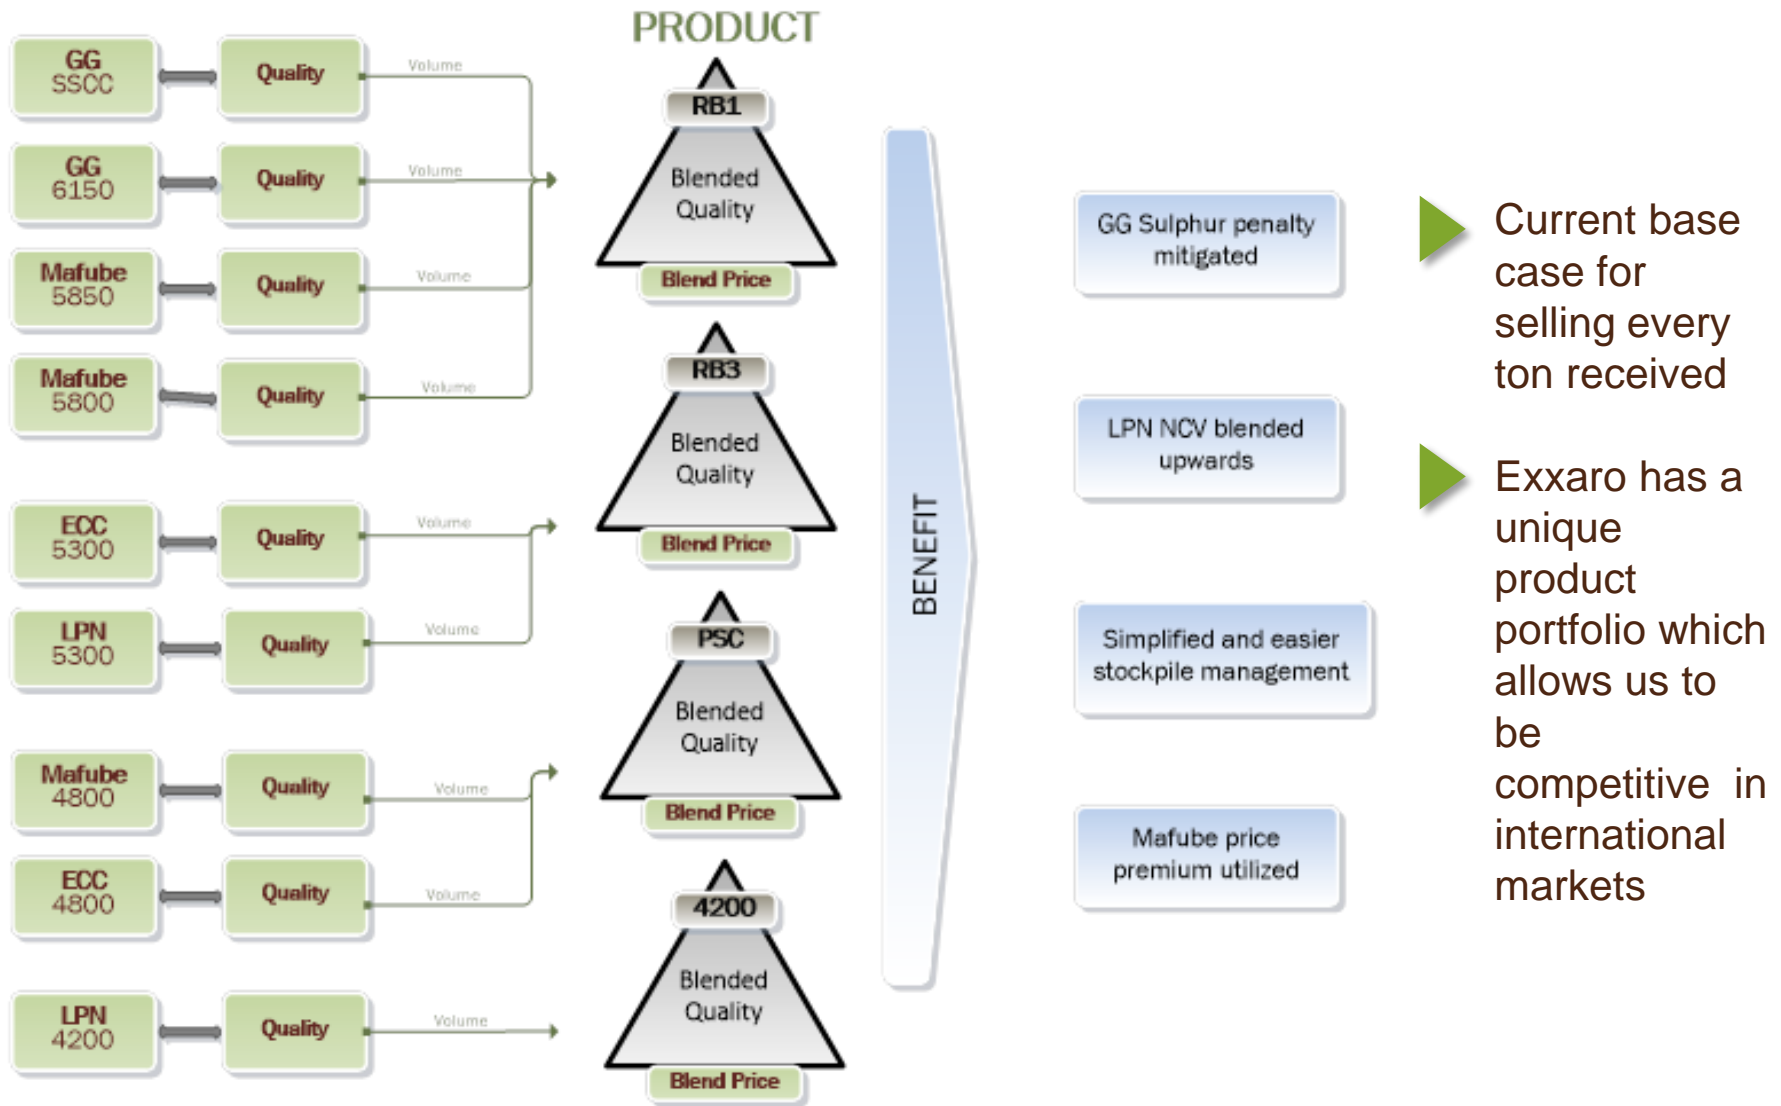 PRODUCT
GG
SSCC
Quality
Volume
GG
6150
Quality
Volume
Mafube
5850
Quality
Volume
Mafube
5800
Quality
Volume
RB1
Blended
Quality
Blend Price
ECC
5300
Quality
Volume
LPN
5300
Quality
Volume
RB3
Blended
Quality
Blend Price
Mafube
4800
Quality
Volume
ECC
4800
Quality
Volume
PSC
Blended
Quality
Blend Price
LPN
4200
Quality
Volume
4200
Blended
Quality
Blend Price
BENEFIT
GG Sulphur penalty
mitigated
LPN NCV blended
upwards
Simplified and easier
stockpile management
Mafube price
premium utilized
Current base
case for
selling every
ton received
Exxaro has a
unique
product
portfolio which
allows us to
be
competitive in
international
markets